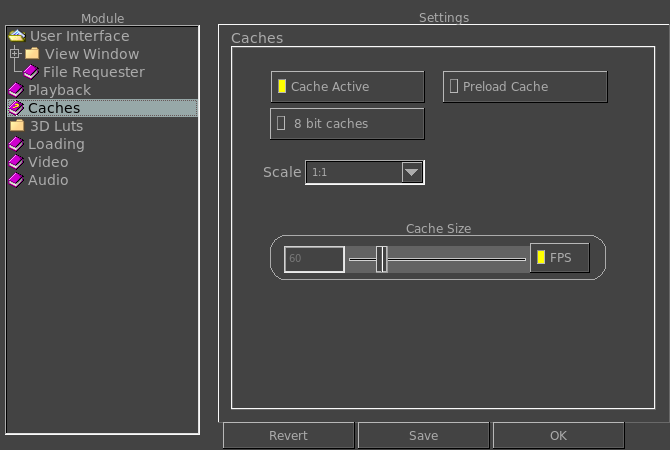 Module
User Interface
View Window
File Requester
Playback
Caches
3D Luts
Loading
Video
Audio
Settings
Caches
Cache Active
Preload Cache
8 bit caches
Scale 1:1
Cache Size
60
FPS
Revert
Save
OK